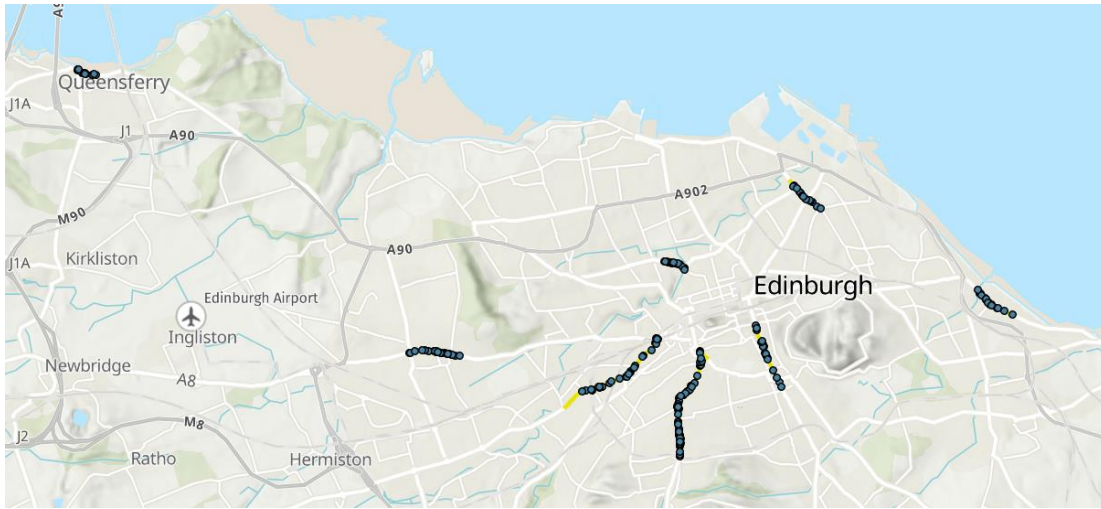 A9
Queensferry
J1A
J1
A90
A902
M90
A90
J1A
Kirkliston
Edinburgh
Edinburgh Airport
Ingliston
Newbridge
A8
M8
J2
Ratho
Hermiston